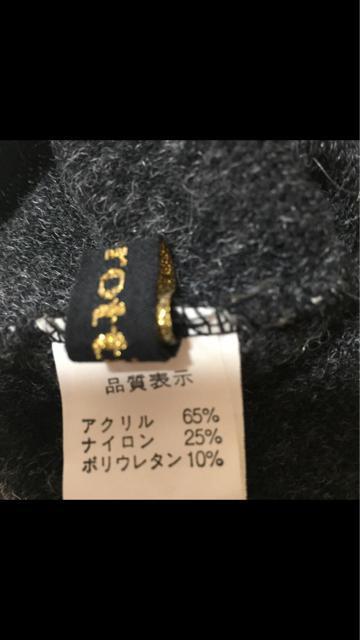 rott
品質表示
アクリル 65%
ナイロン 25%
ポリウレタン 10%